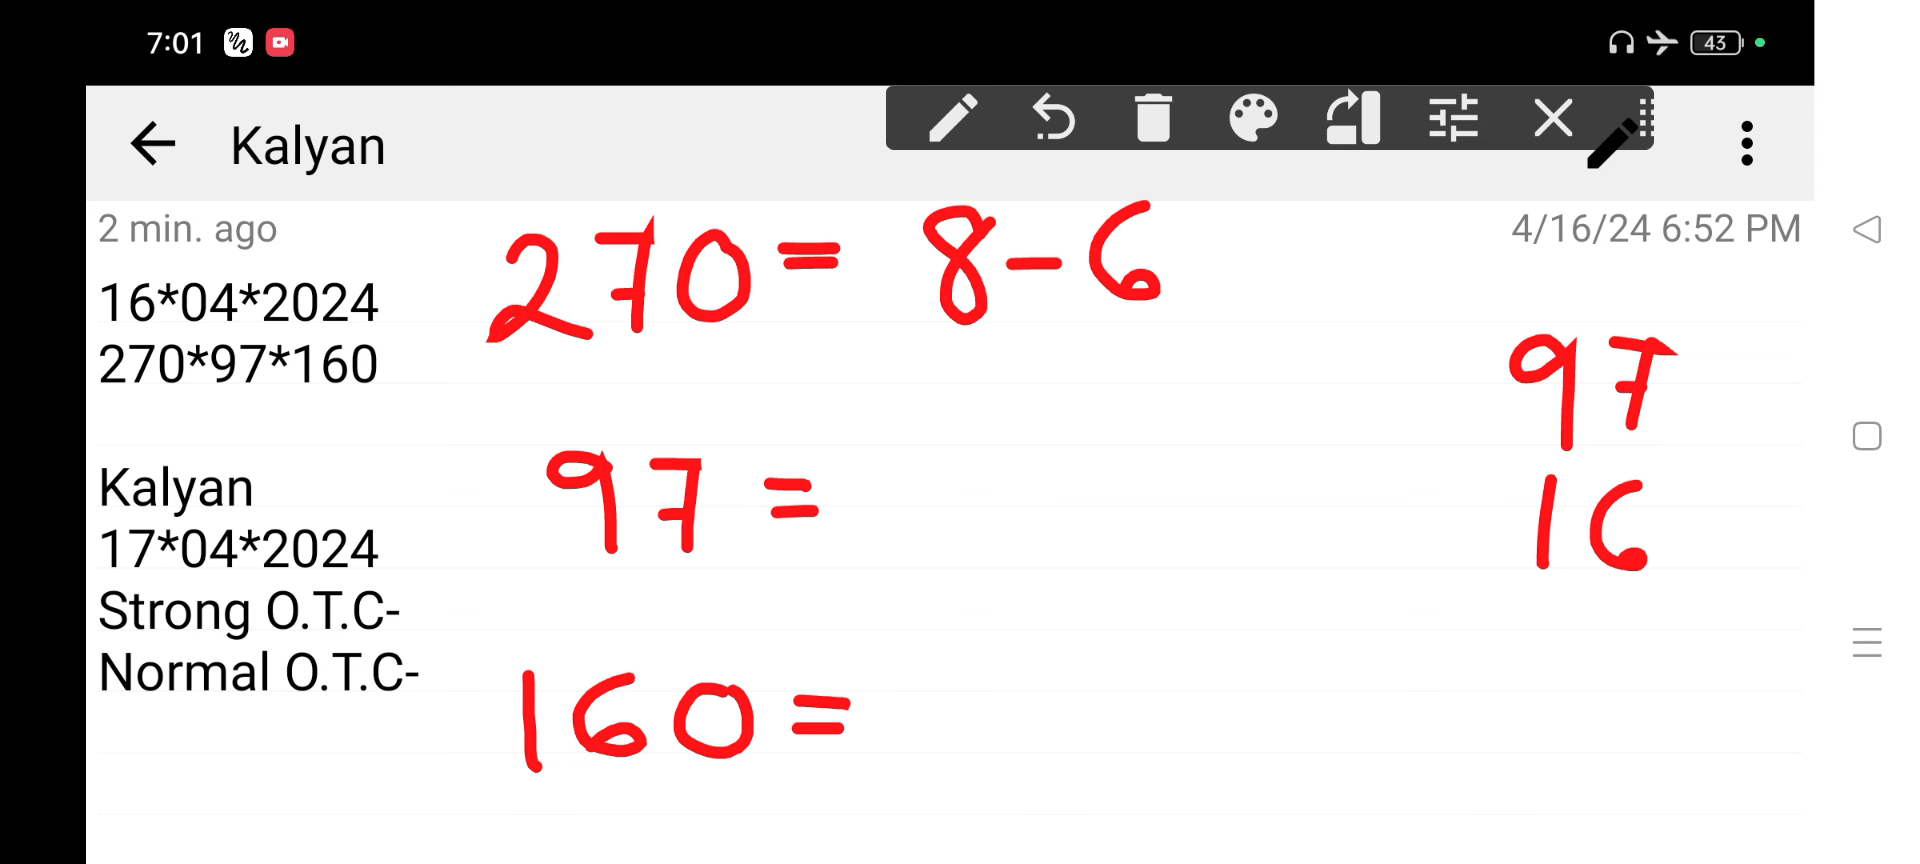 7:01
43
Kalyan
2 min. ago
4/16/24 6:52 PM
270 = 8-6
16*04*2024
270*97*160
97
97 =
16
Kalyan
17*04*2024
Strong O.T.C-
Normal O.T.C-
160 =